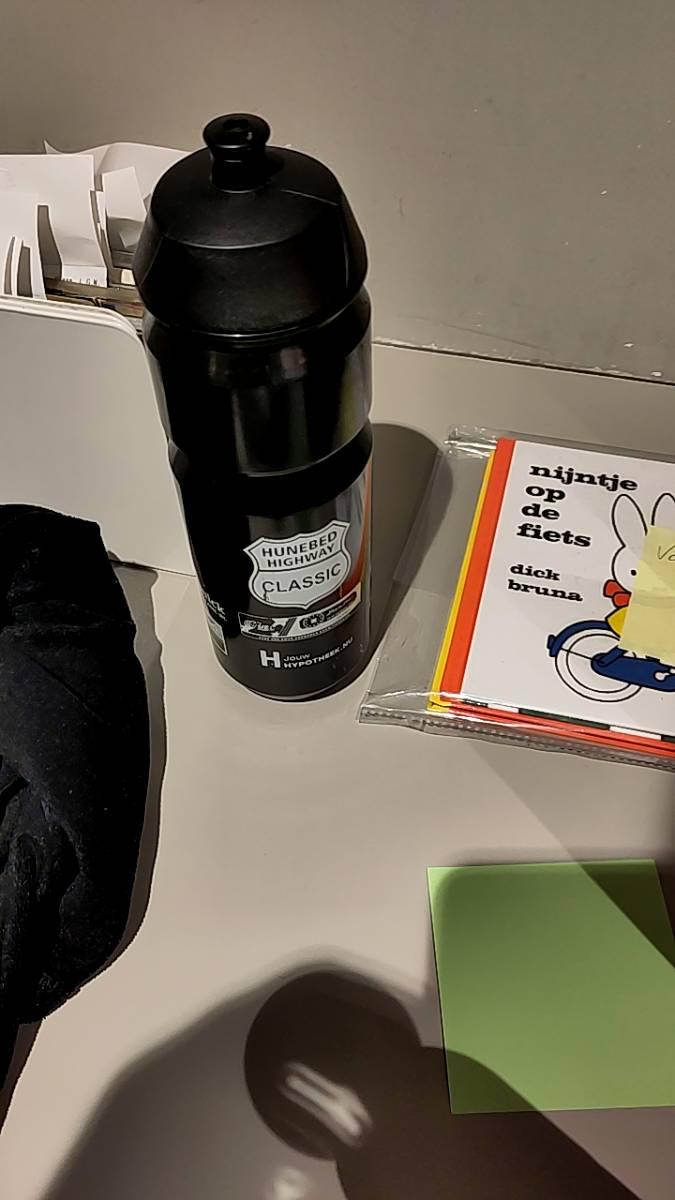 HUNEBED
HIGHWAY
CLASSIC
H Jouw
HYPOTHEEK.NU
nijntje
op
de
fiets
dick
bruna